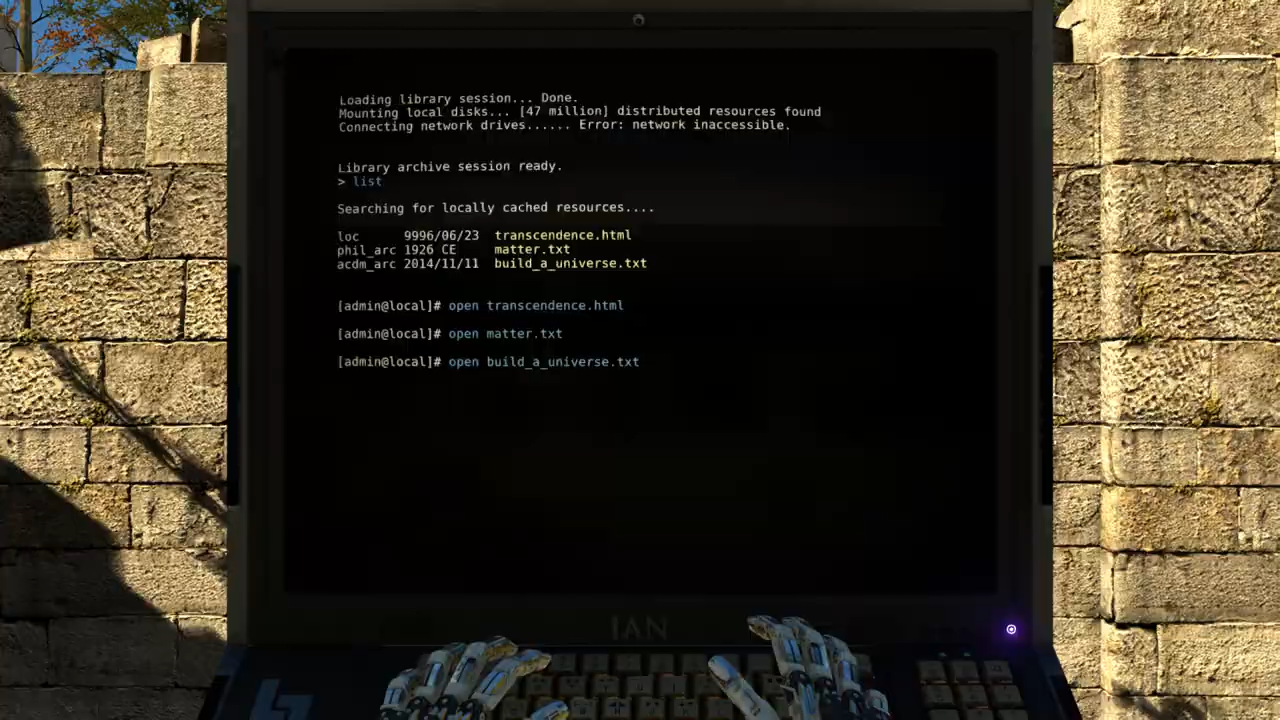 Loading library session... Done.
Mounting local disks... [47 million] distributed resources found
Connecting network drives...... Error: network inaccessible.
Library archive session ready.
> list
Searching for locally cached resources....
loc 9996/06/23 transcendence.html
phil_arc 1926 CE matter.txt
acdm_arc 2014/11/11 build_a_universe.txt
[admin@local]# open transcendence.html
[admin@local]# open matter.txt
[admin@local]# open build_a_universe.txt
IAN